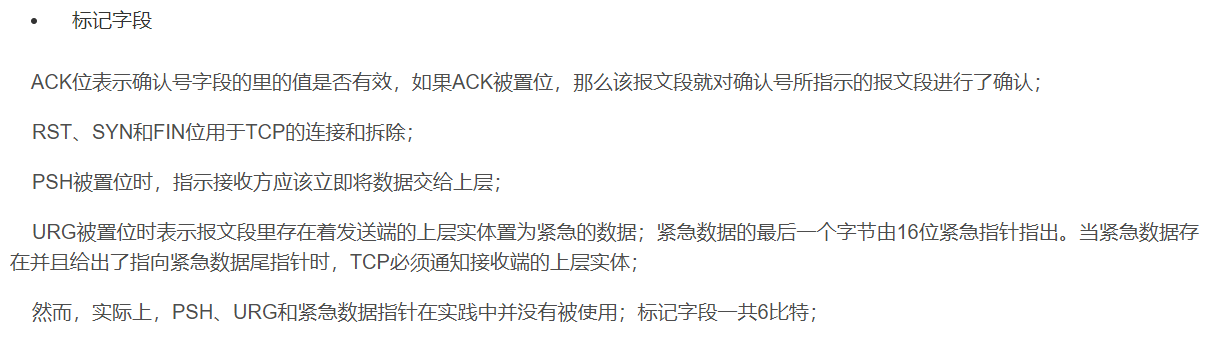 • 标记字段
ACK位表示确认号字段的里的值是否有效，如果ACK被置位，那么该报文段就对确认号所指示的报文段进行了确认；
RST、SYN和FIN位用于TCP的连接和拆除；
PSH被置位时，指示接收方应该立即将数据交给上层；
URG被置位时表示报文段里存在着发送端的上层实体置为紧急的数据；紧急数据的最后一个字节由16位紧急指针指出。当紧急数据存
在并且给出了指向紧急数据尾指针时，TCP必须通知接收端的上层实体；
然而，实际上，PSH、URG和紧急数据指针在实践中并没有被使用；标记字段一共6比特；